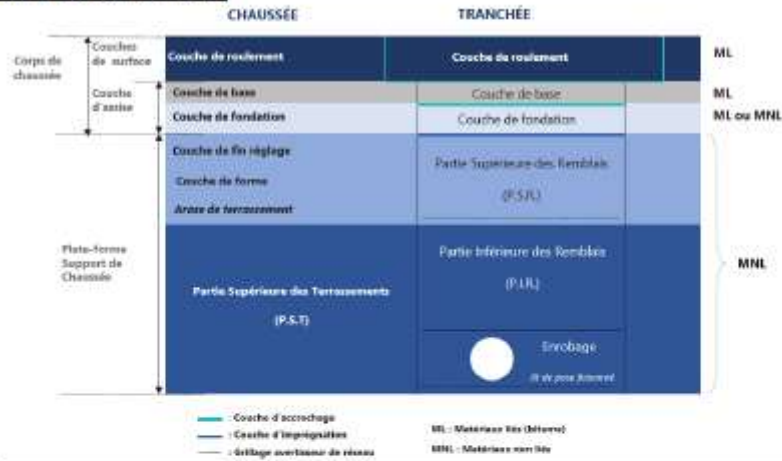 CHAUSSÉE
TRANCHÉE
Corps de chaussée
Couches de surface
Couche de roulement
Couche de roulement
ML
Couche d'assise
Couche de base
Couche de base
ML
Couche de fondation
Couche de fondation
ML ou MNL
Couche de fin réglage
Couche de forme
Arase de terrassement
Partie Supérieure des Remblais
(P.S.R.)
Plate-forme
Support de
Chaussée
Partie Supérieure des Terrassements
(P.S.T)
Partie Inférieure des Remblais
(P.I.R.)
MNL
Enrobage
lit de pose
: Couche d'accrochage
: Couche d'imprégnation
: Grillage avertisseur de réseau
ML : Matériaux liés (bitume)
MNL : Matériaux non liés